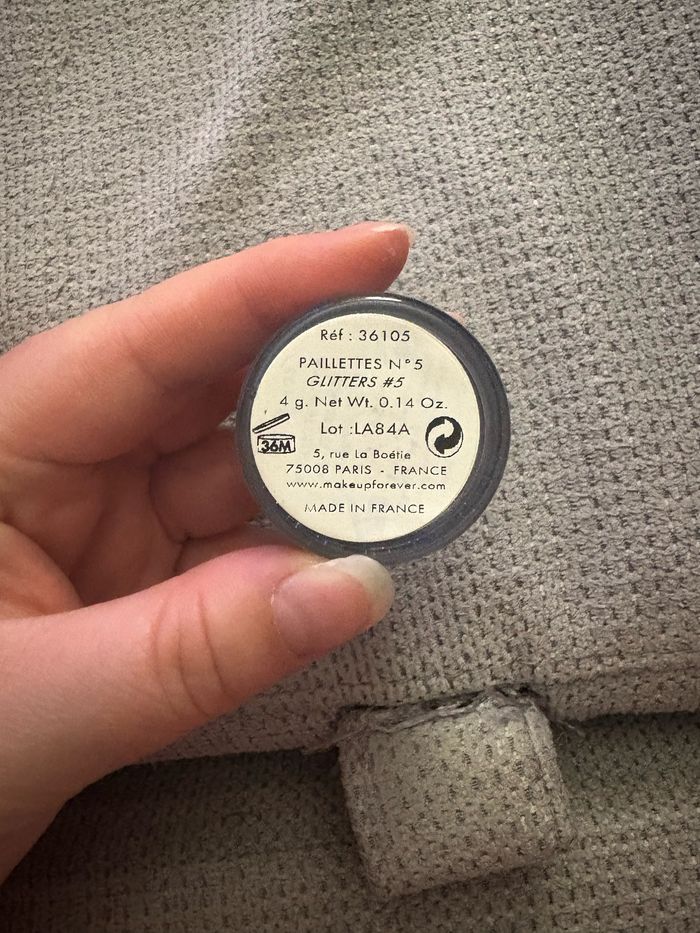 Réf : 36105
PAILLETTES N°5
GLITTERS #5
4 g. Net Wt. 0.14 Oz.
Lot :LA84A
36M
5, rue La Boétie
75008 PARIS - FRANCE
www.makeupforever.com
MADE IN FRANCE